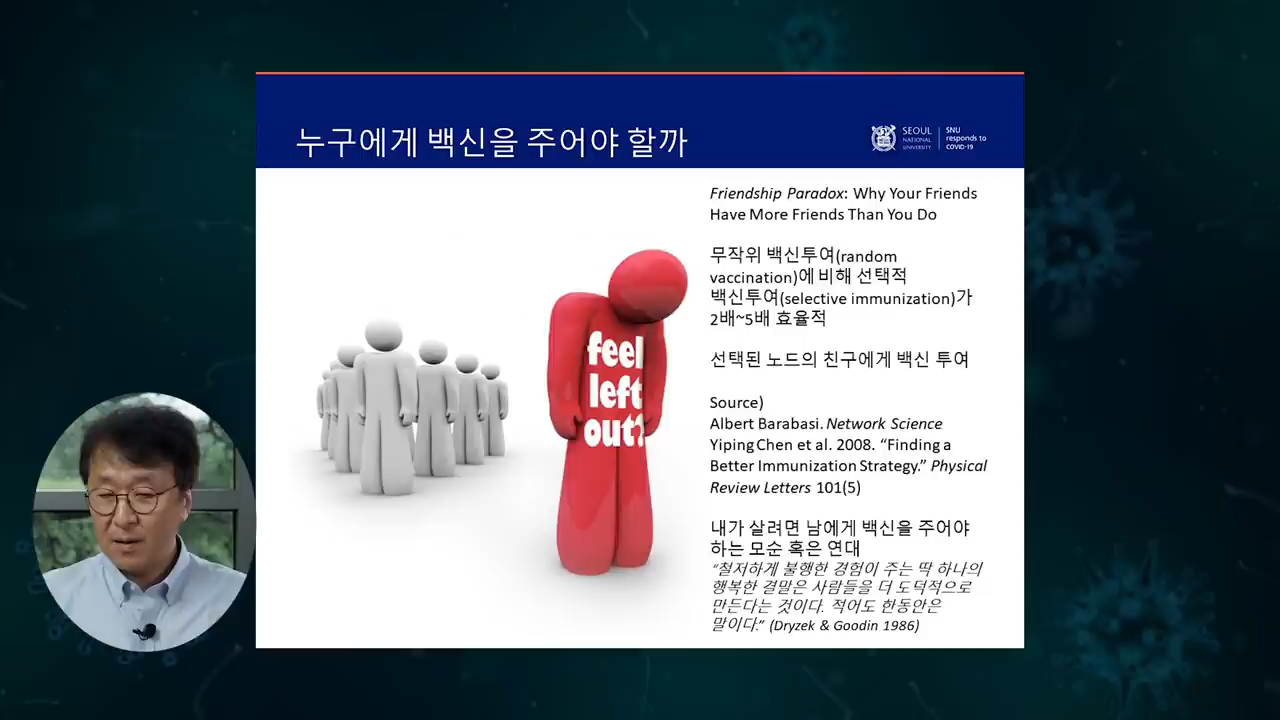 누구에게 백신을 주어야 할까
SEOUL
NATIONAL
UNIVERSITY
SNU
responds to
COVID-19
Friendship Paradox: Why Your Friends
Have More Friends Than You Do
무작위 백신투여(random
vaccination)에 비해 선택적
백신투여(selective immunization)가
2배~5배 효율적
선택된 노드의 친구에게 백신 투여
Source)
Albert Barabasi. Network Science
Yiping Chen et al. 2008. “Finding a
Better Immunization Strategy.” Physical
Review Letters 101(5)
내가 살려면 남에게 백신을 주어야
하는 모순 혹은 연대
“철저하게 불행한 경험이 주는 딱 하나의
행복한 결말은 사람들을 더 도덕적으로
만든다는 것이다. 적어도 한동안은
말이다.” (Dryzek & Goodin 1986)
feel
left
out?